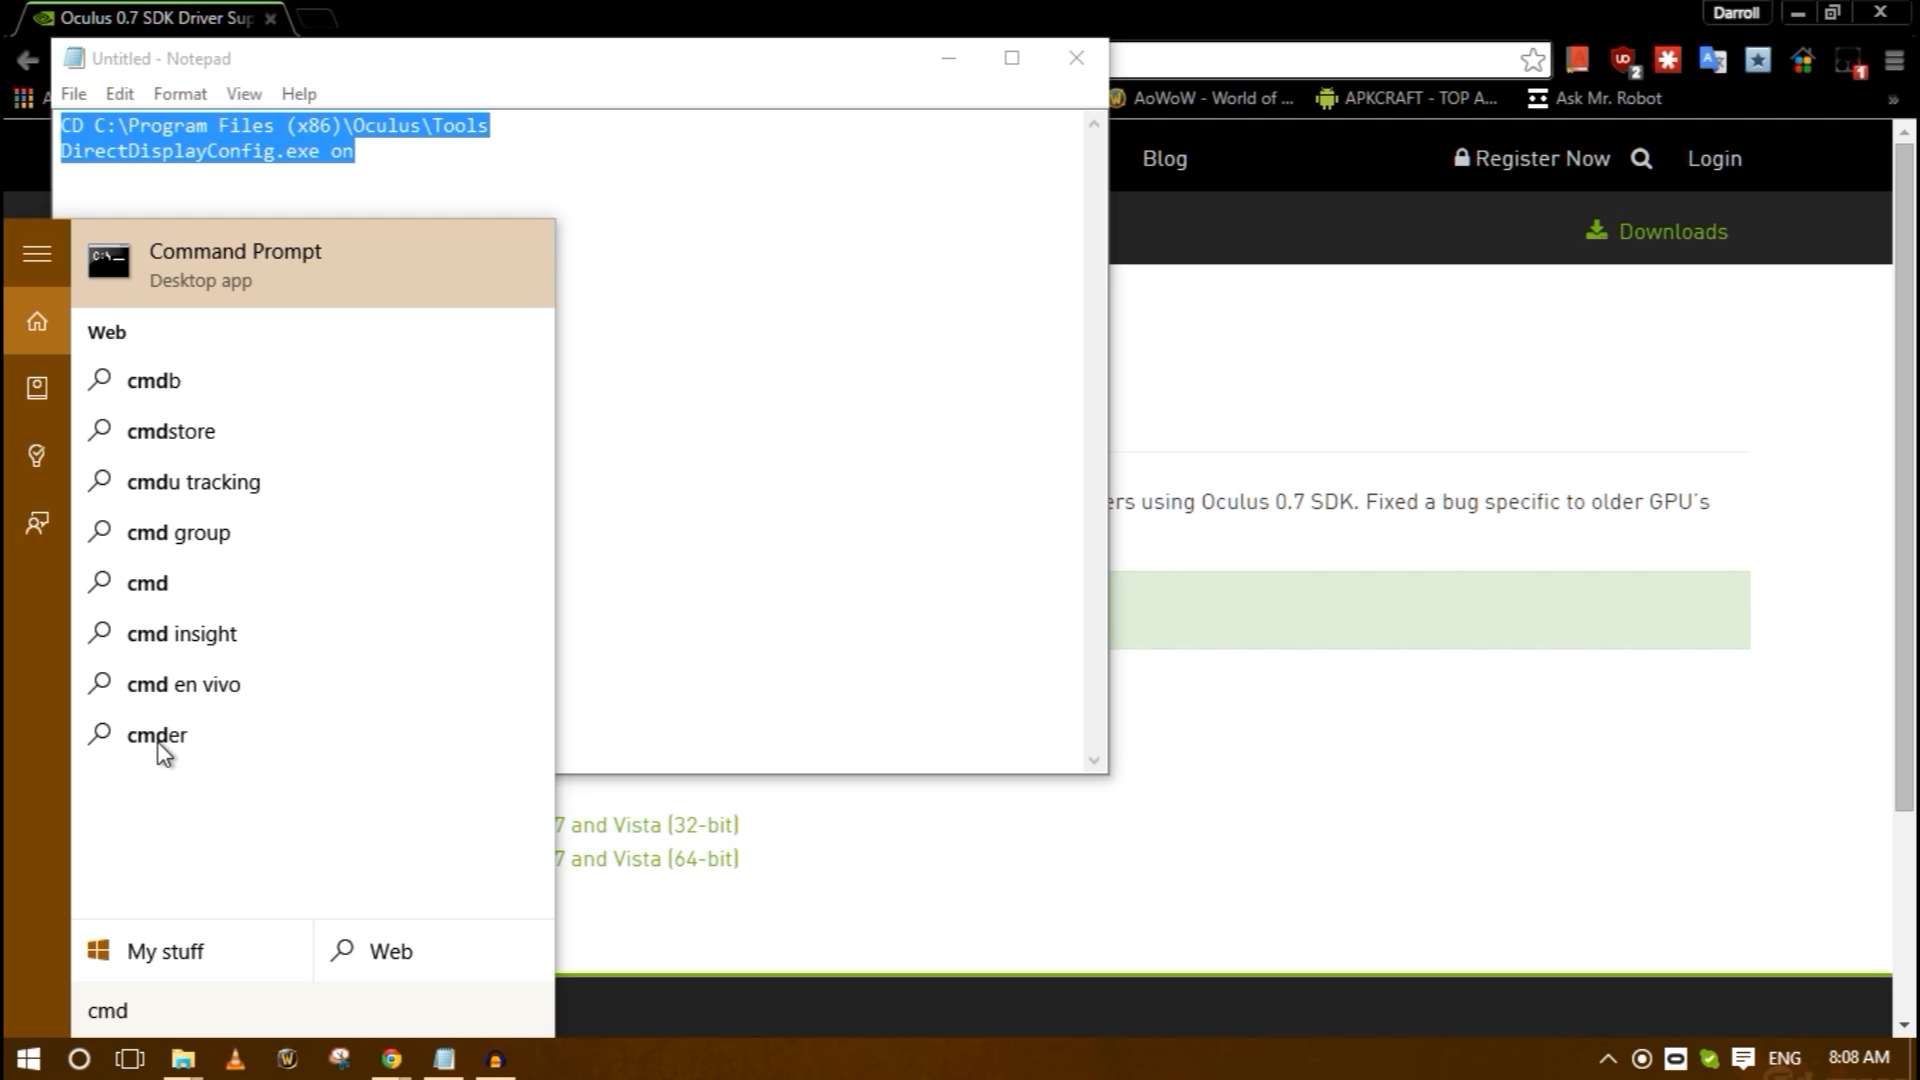 Oculus 0.7 SDK Driver Sup
Darroll
Untitled - Notepad
File Edit Format View Help
2
1
AoWoW - World of ...
APKCRAFT - TOP A...
Ask Mr. Robot
»
CD C:\Program Files (x86)\Oculus\Tools
DirectDisplayConfig.exe on
Blog
Register Now
Login
Downloads
Command Prompt
Desktop app
Web
cmdb
cmdstore
cmdu tracking
cmd group
cmd
cmd insight
cmd en vivo
cmder
ers using Oculus 0.7 SDK. Fixed a bug specific to older GPU's
7 and Vista (32-bit)
7 and Vista (64-bit)
My stuff
Web
cmd
ENG
8:08 AM